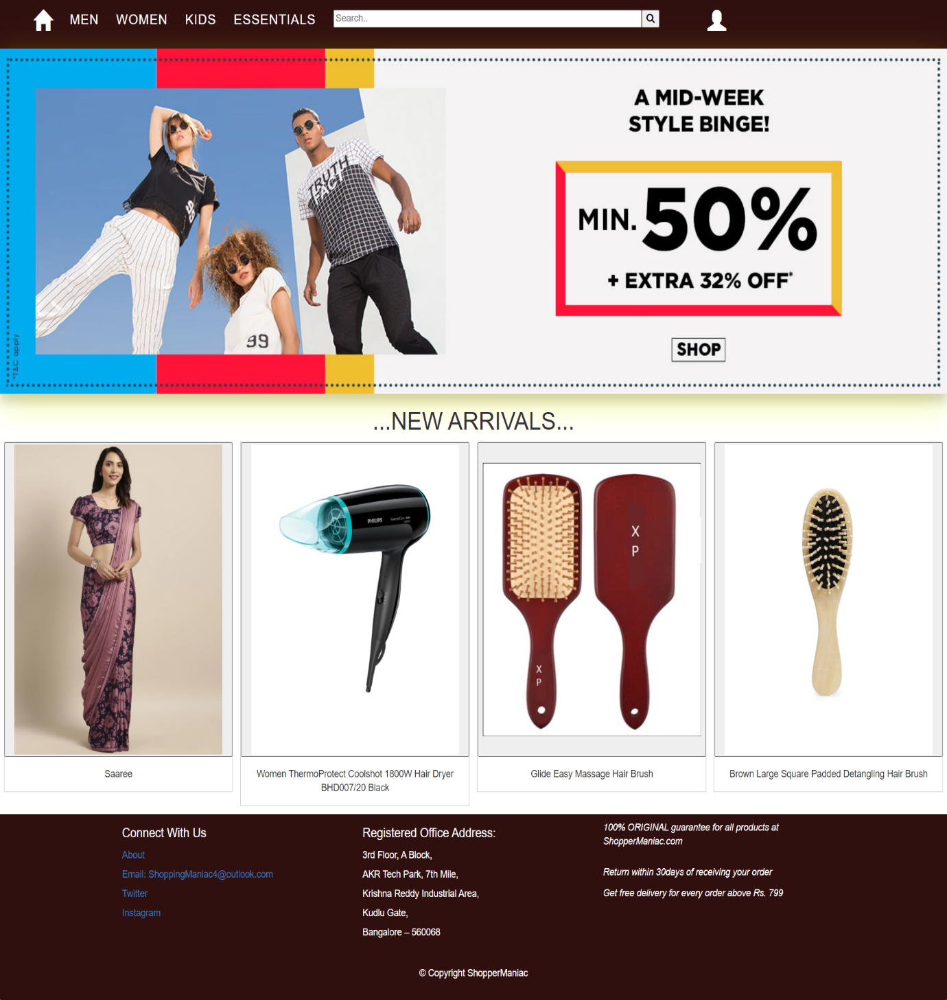 MEN WOMEN KIDS ESSENTIALS Search..
A MID-WEEK
STYLE BINGE!
MIN. 50%
+ EXTRA 32% OFF*
SHOP
TRUTH
FACT
99
*T&C apply
...NEW ARRIVALS...
PHILIPS
X
P
X
P
Saaree
Women ThermoProtect Coolshot 1800W Hair Dryer
BHD007/20 Black
Glide Easy Massage Hair Brush
Brown Large Square Padded Detangling Hair Brush
Connect With Us
About
Email: ShoppingManiac4@outlook.com
Twitter
Instagram
Registered Office Address:
3rd Floor, A Block,
AKR Tech Park, 7th Mile,
Krishna Reddy Industrial Area,
Kudlu Gate,
Bangalore – 560068
100% ORIGINAL guarantee for all products at
ShopperManiac.com
Return within 30days of receiving your order
Get free delivery for every order above Rs. 799
© Copyright ShopperManiac